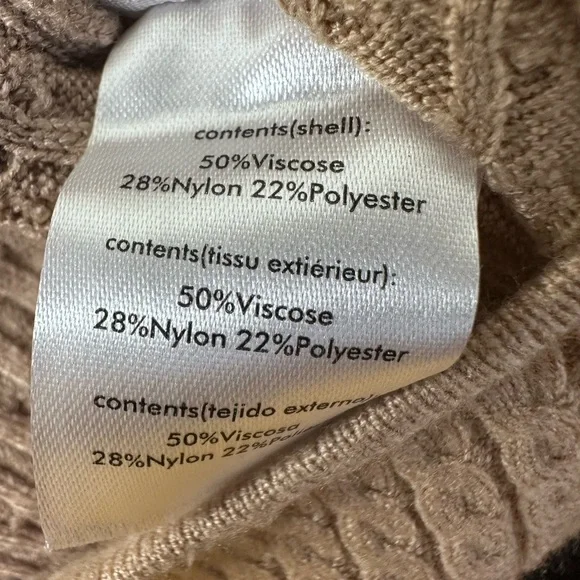 contents(shell):
50%Viscose
28%Nylon 22%Polyester
contents(tissu extiérieur):
50%Viscose
28%Nylon 22%Polyester
contents(tejido externo
50%Viscosa
28%Nylon 22%